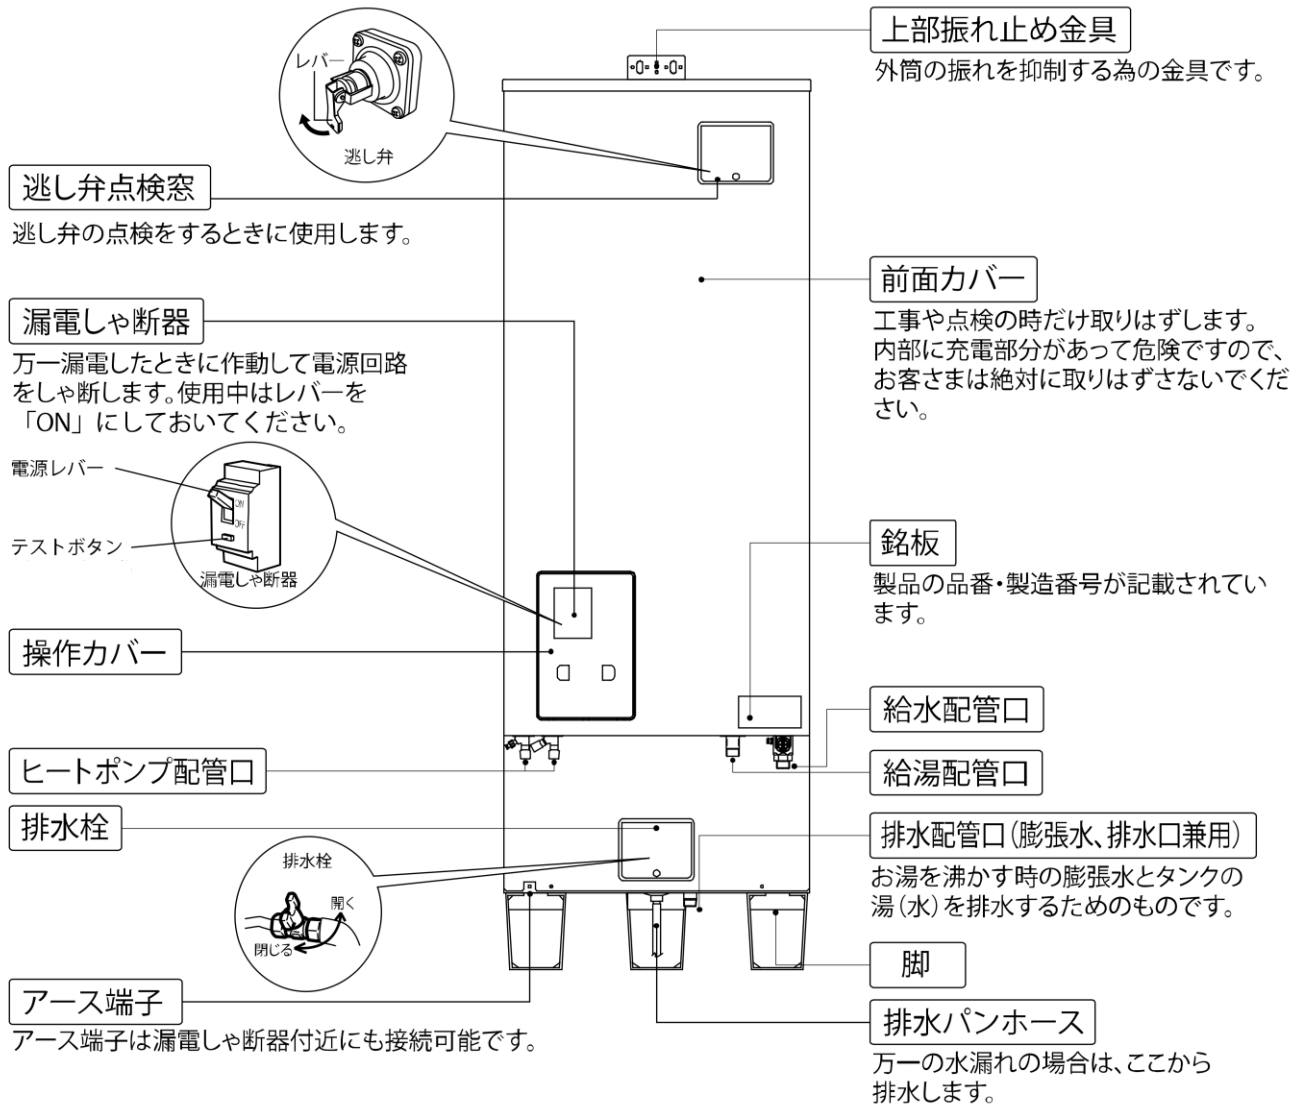 上部振れ止め金具
外筒の振れを抑制する為の金具です。
レバー
逃し弁
逃し弁点検窓
逃し弁の点検をするときに使用します。
前面カバー
工事や点検の時だけ取りはずします。
内部に充電部分があって危険ですので、
お客さまは絶対に取りはずさないでくだ
さい。
漏電しゃ断器
万一漏電したときに作動して電源回路
をしゃ断します。使用中はレバーを
「ON」にしておいてください。
電源レバー
ON
OFF
テストボタン
漏電しゃ断器
銘板
製品の品番・製造番号が記載されてい
ます。
操作カバー
給水配管口
ヒートポンプ配管口
給湯配管口
排水栓
排水栓
開く
閉じる
排水配管口(膨張水、排水口兼用)
お湯を沸かす時の膨張水とタンクの
湯(水)を排水するためのものです。
脚
アース端子
アース端子は漏電しゃ断器付近にも接続可能です。
排水パンホース
万一の水漏れの場合は、ここから
排水します。